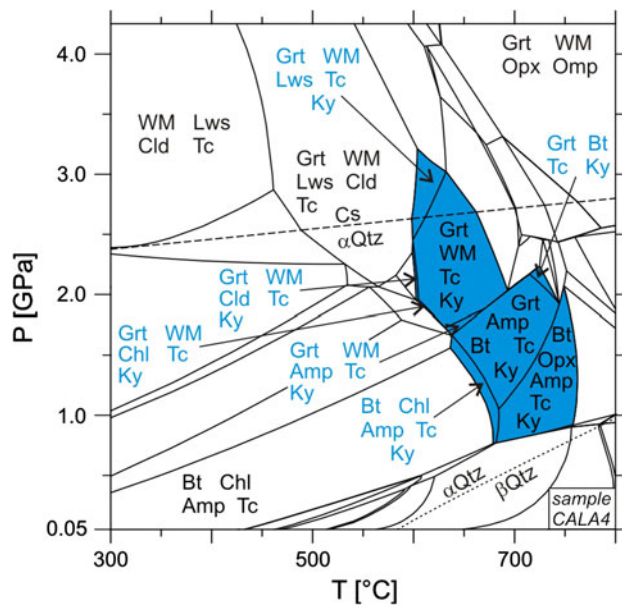 4.0
3.0
2.0
1.0
0.05
P [GPa]
300
500
700
T [°C]
Grt WM
Lws Tc
Ky
Grt WM
Opx Omp
WM Lws
Cld Tc
Grt WM
Lws Cld
Tc
Grt Bt
Tc Ky
Cs
αQtz
Grt
WM
Tc
Ky
Grt WM
Cld Tc
Ky
Grt WM
Chl Tc
Ky
Grt WM
Amp Tc
Ky
Grt
Amp Tc
Bt
Ky
Bt
Opx
Amp
Tc
Ky
Bt Chl
Amp Tc
Ky
Bt Chl
Amp Tc
αQtz
βQtz
sample
CALA4